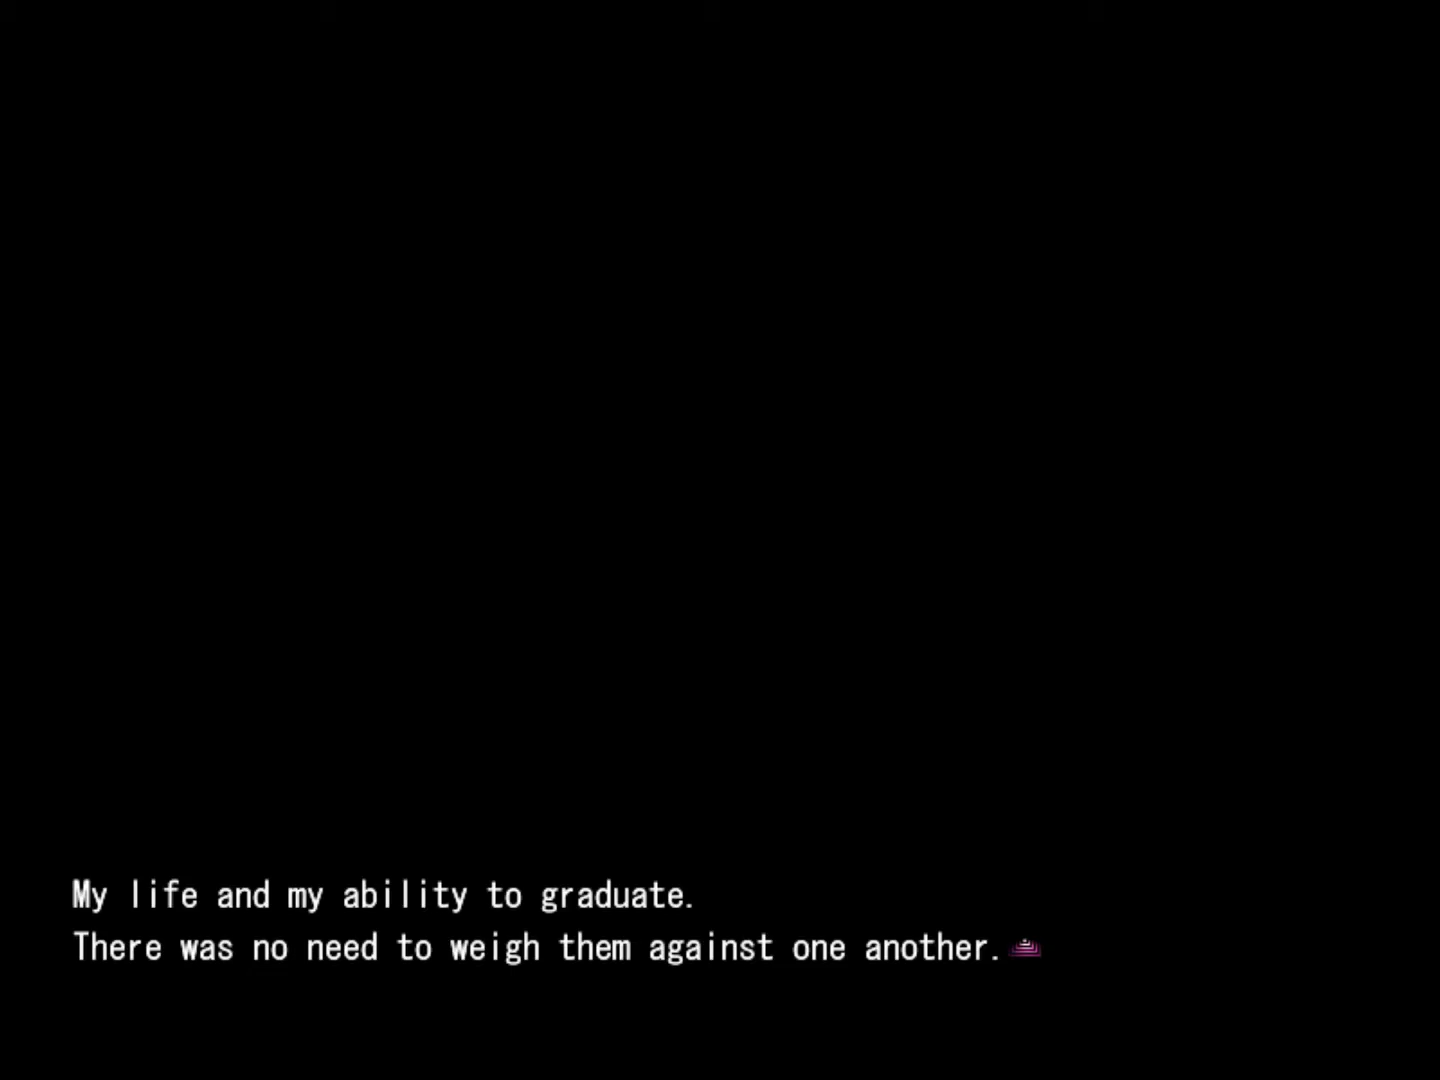 My life and my ability to graduate.
There was no need to weigh them against one another.